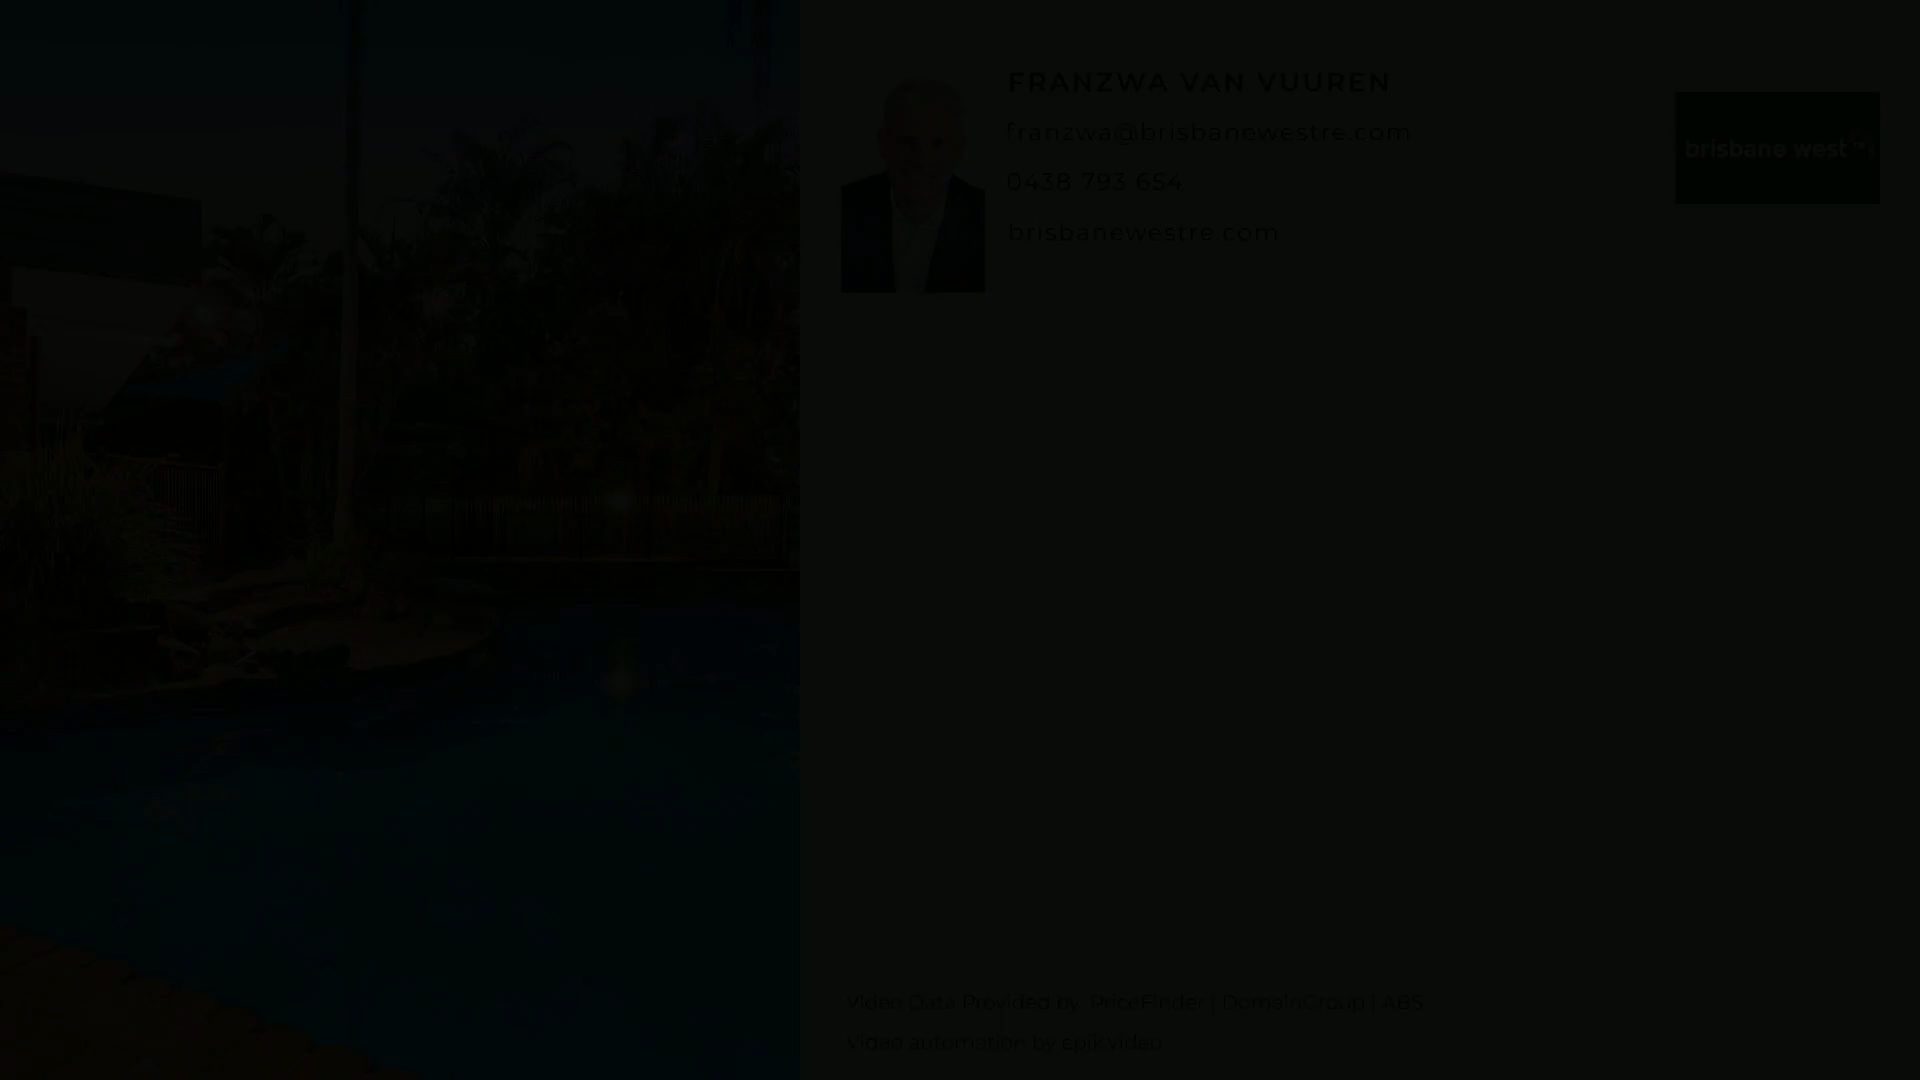 FRANZWA VAN VUUREN
franzwa@brisbanewestre.com
0438 793 654
brisbanewestre.com
brisbane west
Video Data Provided by: PriceFinder | DomainGroup | ABS
Video automation by epik.video